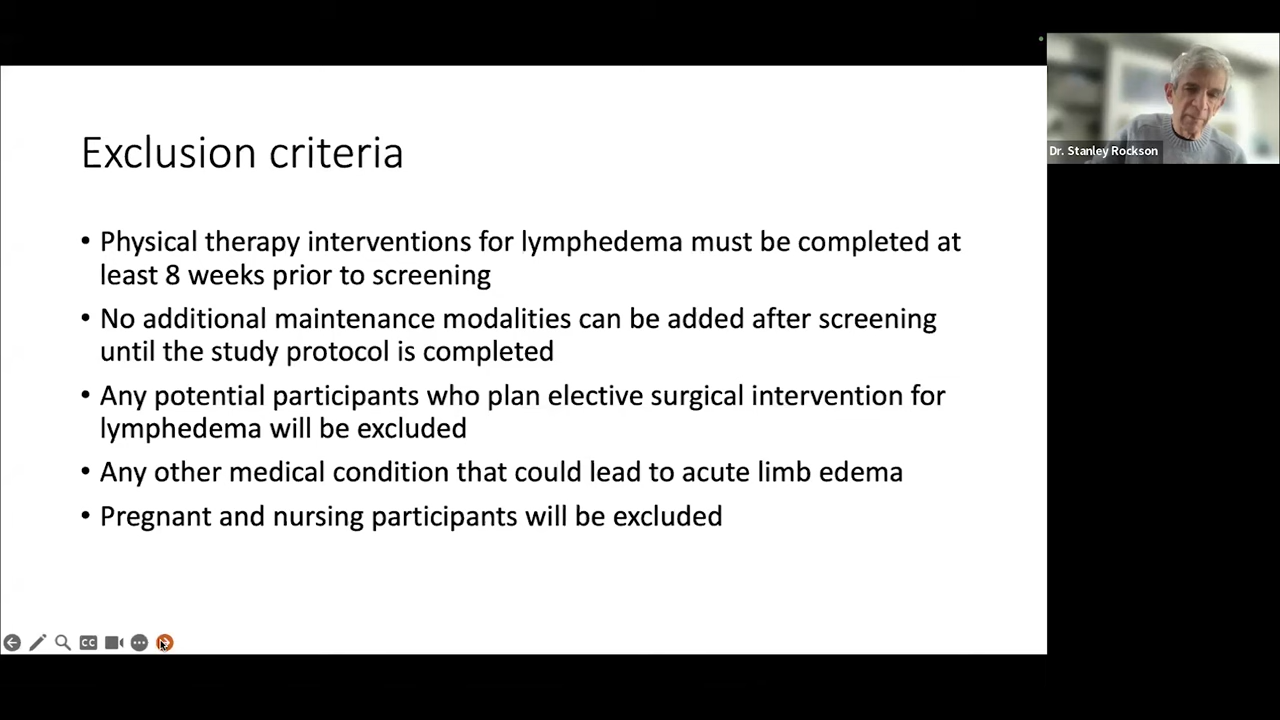 Exclusion criteria
• Physical therapy interventions for lymphedema must be completed at
least 8 weeks prior to screening
• No additional maintenance modalities can be added after screening
until the study protocol is completed
• Any potential participants who plan elective surgical intervention for
lymphedema will be excluded
• Any other medical condition that could lead to acute limb edema
• Pregnant and nursing participants will be excluded
Dr. Stanley Rockson
CC